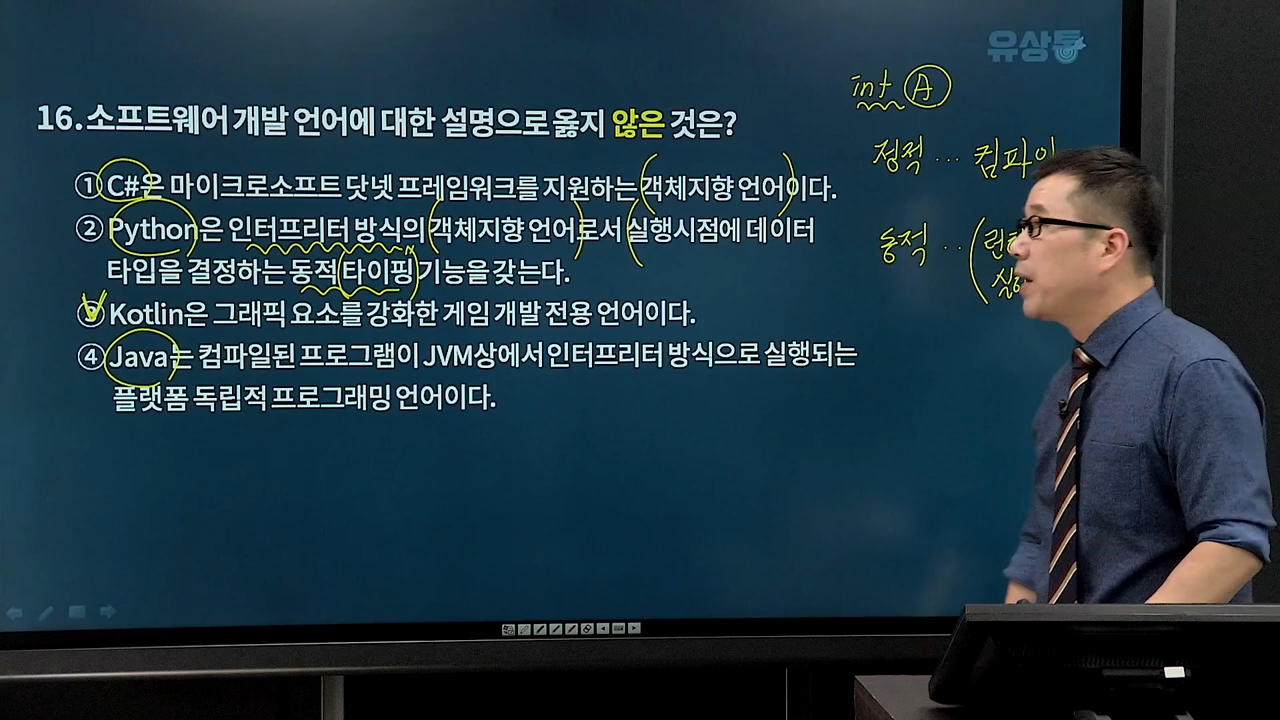 유상통
16.소프트웨어 개발 언어에 대한 설명으로 옳지 않은 것은?
① C#은 마이크로소프트 닷넷 프레임워크를 지원하는 객체지향 언어이다.
② Python은 인터프리터 방식의 객체지향 언어로서 실행시점에 데이터
타입을 결정하는 동적 타이핑 기능을 갖는다.
③ Kotlin은 그래픽 요소를 강화한 게임 개발 전용 언어이다.
④ Java는 컴파일된 프로그램이 JVM상에서 인터프리터 방식으로 실행되는
플랫폼 독립적 프로그래밍 언어이다.
int A
정적 ··· 컴파이
동적 ·· (런